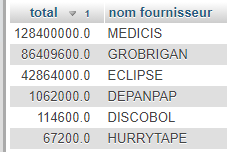 total 1 nom fournisseur
128400000.0 MEDICIS
86409600.0 GROBRIGAN
42864000.0 ECLIPSE
1062000.0 DEPANPAP
114600.0 DISCOBOL
67200.0 HURRYTAPE